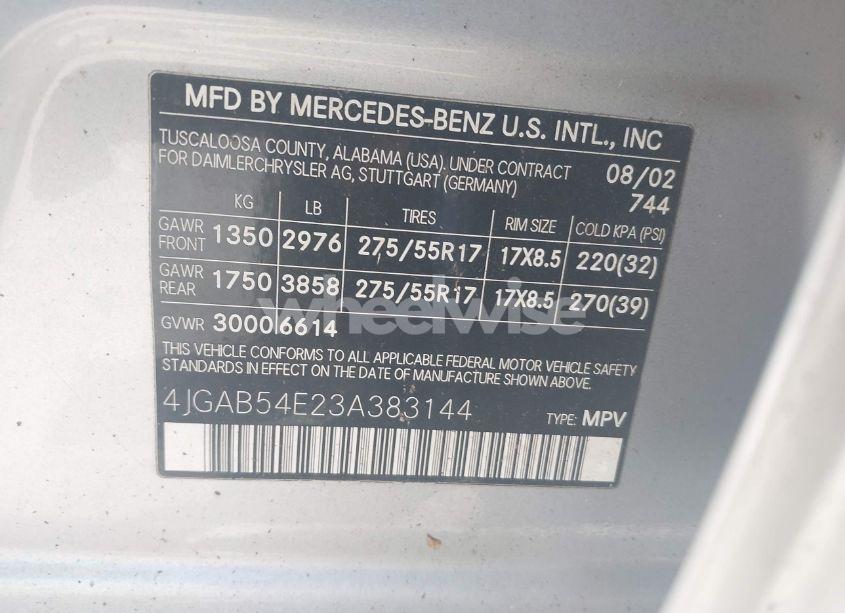 MFD BY MERCEDES-BENZ U.S. INTL., INC
TUSCALOOSA COUNTY, ALABAMA (USA). UNDER CONTRACT
FOR DAIMLERCHRYSLER AG, STUTTGART (GERMANY)
08/02
744
KG LB TIRES RIM SIZE COLD KPA (PSI)
GAWR FRONT 1350 2976 275/55R17 17X8.5 220(32)
GAWR REAR 1750 3858 275/55R17 17X8.5 270(39)
GVWR 3000 6614
wheelwise
THIS VEHICLE CONFORMS TO ALL APPLICABLE FEDERAL MOTOR VEHICLE SAFETY
STANDARDS IN EFFECT ON THE DATE OF MANUFACTURE SHOWN ABOVE.
4JGAB54E23A383144 TYPE: MPV